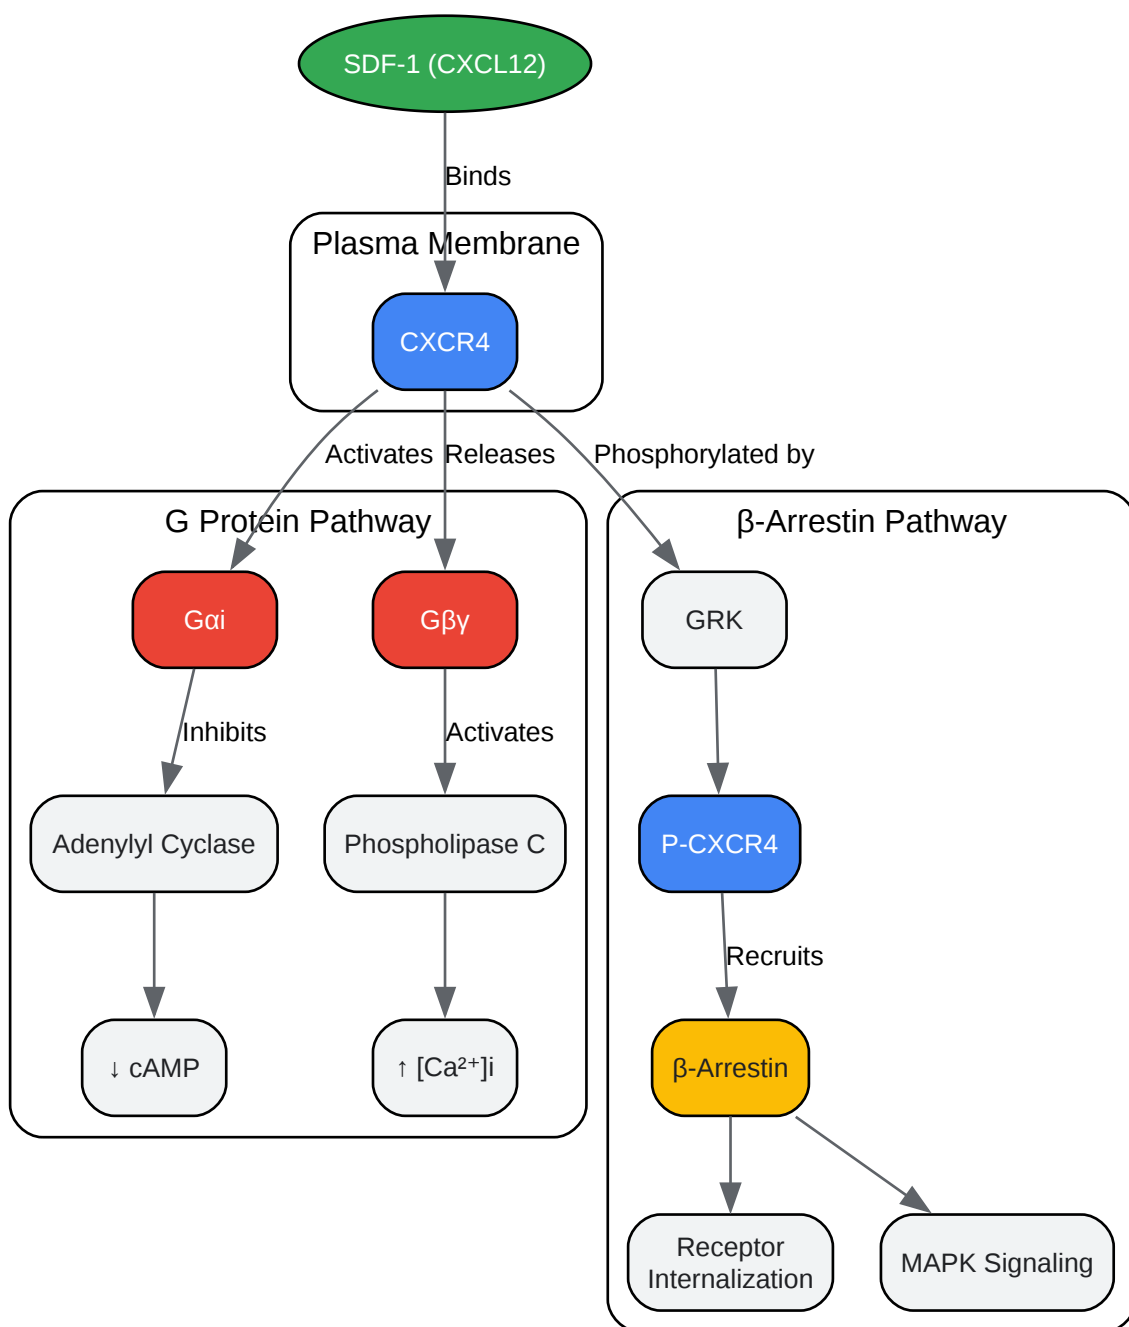 SDF-1 (CXCL12)
Binds
Plasma Membrane
CXCR4
Activates
Releases
Phosphorylated by
G Protein Pathway
β-Arrestin Pathway
Gαi
Gβγ
GRK
Inhibits
Activates
Adenylyl Cyclase
Phospholipase C
P-CXCR4
Recruits
↓ cAMP
↑ [Ca²⁺]i
β-Arrestin
Receptor
Internalization
MAPK Signaling